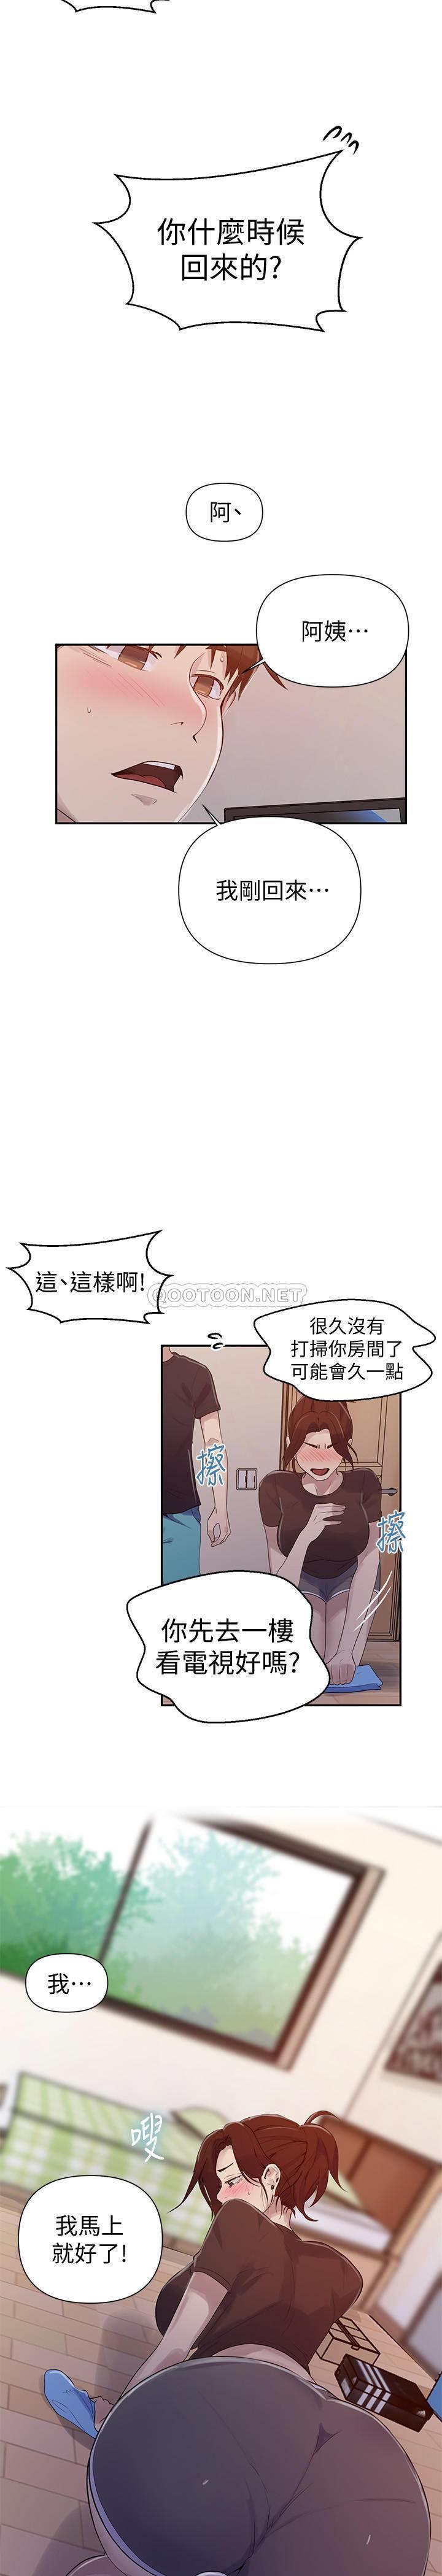 你什麼時候
回來的?
阿、
阿姨…
我剛回來…
這、這樣啊!
QOOTOON.NET
很久沒有
打掃你房間了
可能會久一點
擦
擦
你先去一樓
看電視好嗎?
我…
嗖
我馬上
就好了!